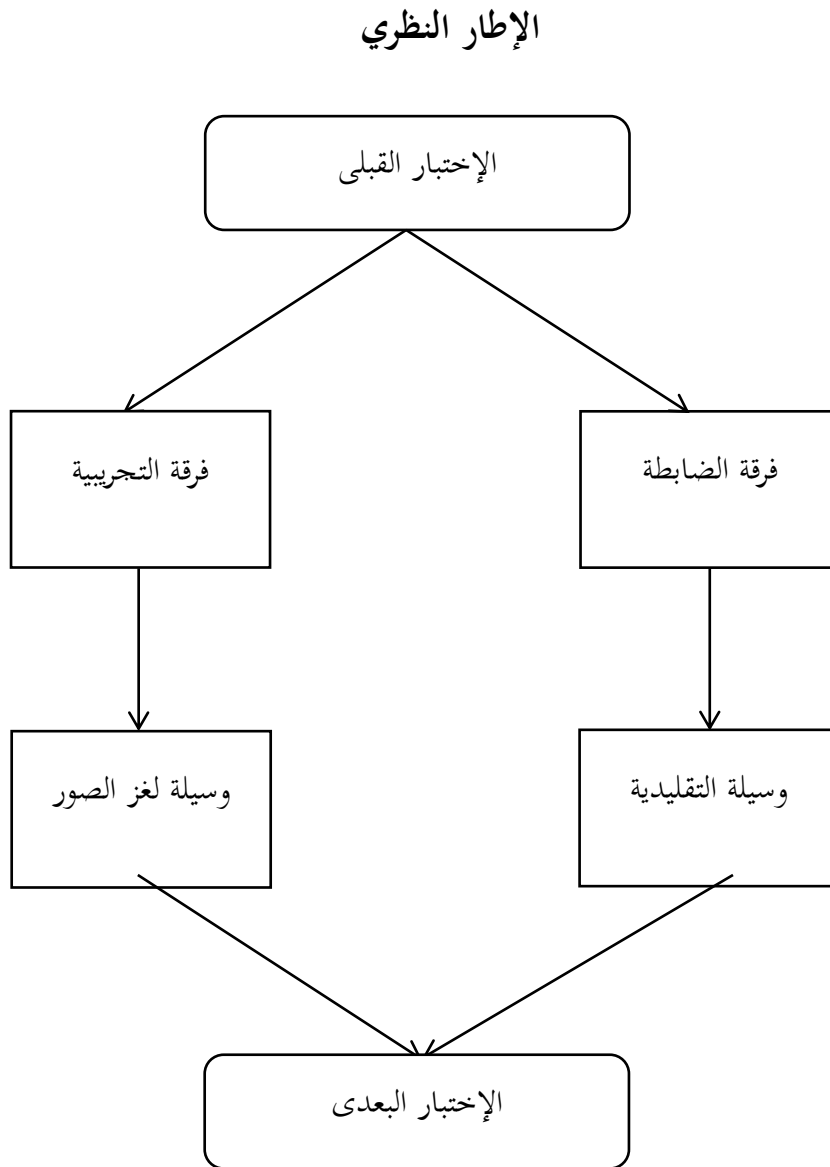 الإطار النظري
الإختبار القبلى
فرقة الضابطة
فرقة التجريبية
وسيلة التقليدية
وسيلة لغز الصور
الإختبار البعدى